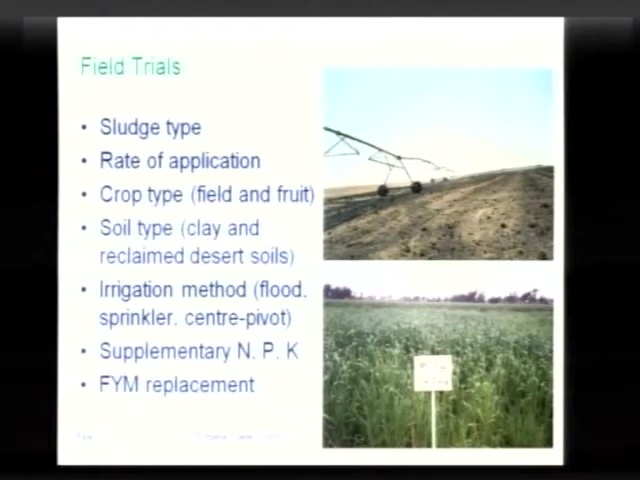 Field Trials
• Sludge type
• Rate of application
• Crop type (field and fruit)
• Soil type (clay and
reclaimed desert soils)
• Irrigation method (flood,
sprinkler, centre-pivot)
• Supplementary N, P, K
• FYM replacement